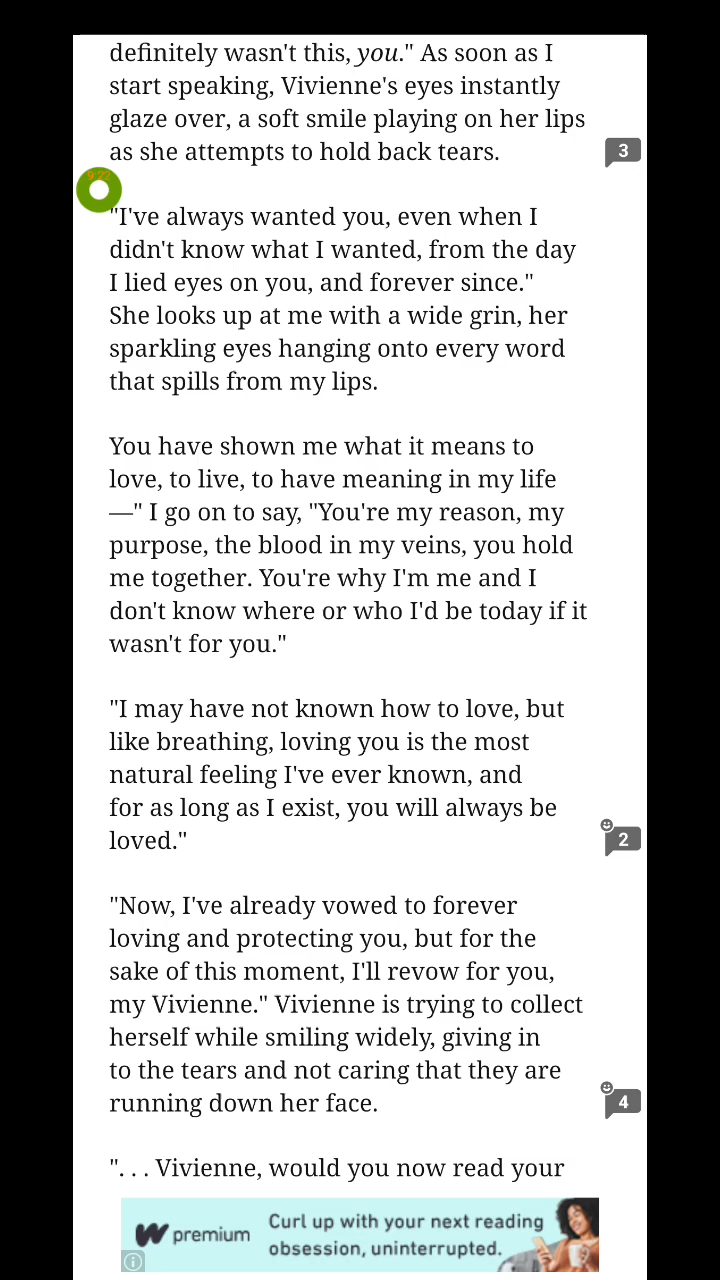 definitely wasn't this, you." As soon as I
start speaking, Vivienne's eyes instantly
glaze over, a soft smile playing on her lips
as she attempts to hold back tears.
3
9:22
"I've always wanted you, even when I
didn't know what I wanted, from the day
I lied eyes on you, and forever since."
She looks up at me with a wide grin, her
sparkling eyes hanging onto every word
that spills from my lips.
You have shown me what it means to
love, to live, to have meaning in my life
—" I go on to say, "You're my reason, my
purpose, the blood in my veins, you hold
me together. You're why I'm me and I
don't know where or who I'd be today if it
wasn't for you."
"I may have not known how to love, but
like breathing, loving you is the most
natural feeling I've ever known, and
for as long as I exist, you will always be
loved."
2
"Now, I've already vowed to forever
loving and protecting you, but for the
sake of this moment, I'll revow for you,
my Vivienne." Vivienne is trying to collect
herself while smiling widely, giving in
to the tears and not caring that they are
running down her face.
4
". . . Vivienne, would you now read your
premium
Curl up with your next reading
obsession, uninterrupted.